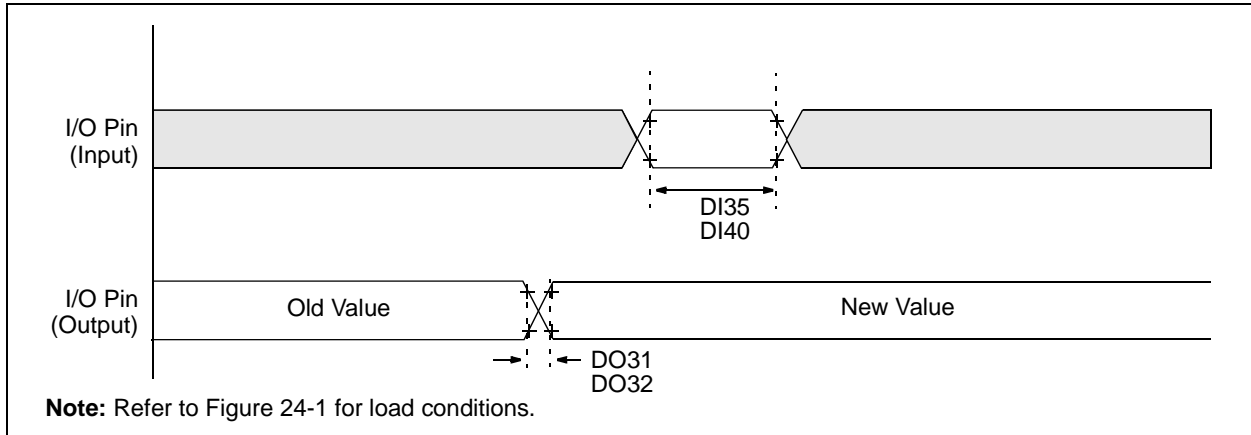 I/O Pin
(Input)
DI35
DI40
I/O Pin
(Output)
Old Value
New Value
DO31
DO32
Note: Refer to Figure 24-1 for load conditions.